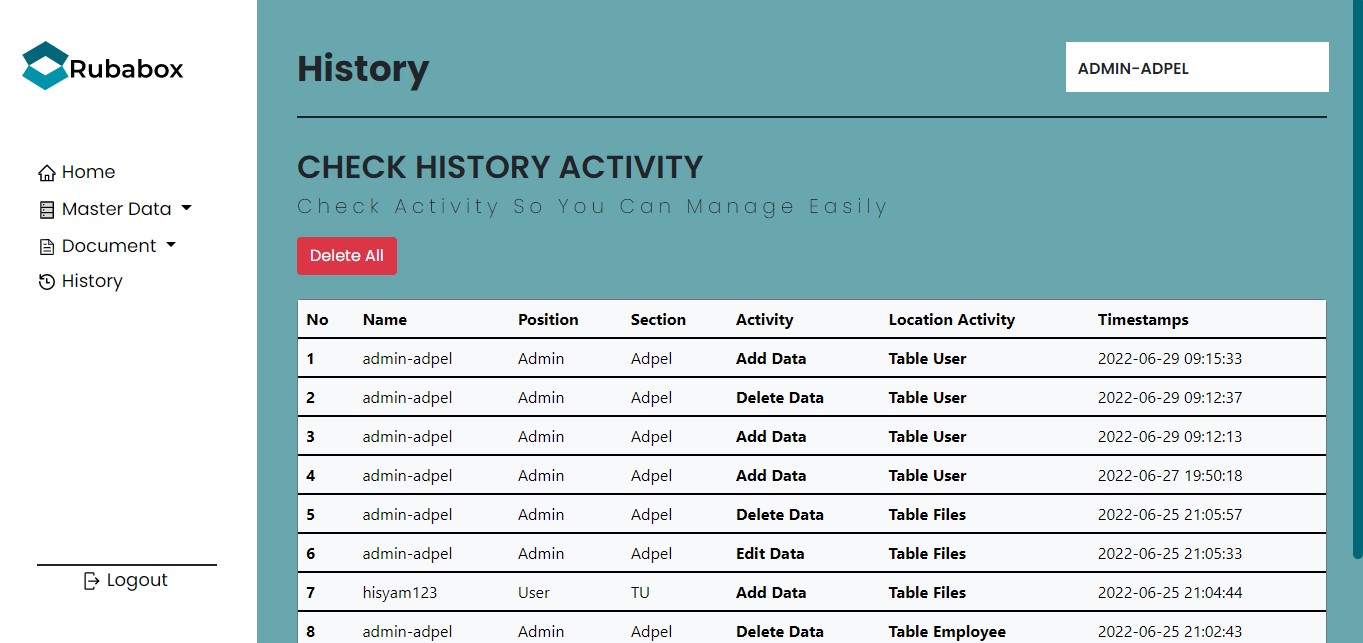 Rubabox
Home
Master Data
Document
History
Logout
History
ADMIN-ADPEL
CHECK HISTORY ACTIVITY
Check Activity So You Can Manage Easily
Delete All
No Name Position Section Activity Location Activity Timestamps
1 admin-adpel Admin Adpel Add Data Table User 2022-06-29 09:15:33
2 admin-adpel Admin Adpel Delete Data Table User 2022-06-29 09:12:37
3 admin-adpel Admin Adpel Add Data Table User 2022-06-29 09:12:13
4 admin-adpel Admin Adpel Add Data Table User 2022-06-27 19:50:18
5 admin-adpel Admin Adpel Delete Data Table Files 2022-06-25 21:05:57
6 admin-adpel Admin Adpel Edit Data Table Files 2022-06-25 21:05:33
7 hisyam123 User TU Add Data Table Files 2022-06-25 21:04:44
8 admin-adpel Admin Adpel Delete Data Table Employee 2022-06-25 21:02:43